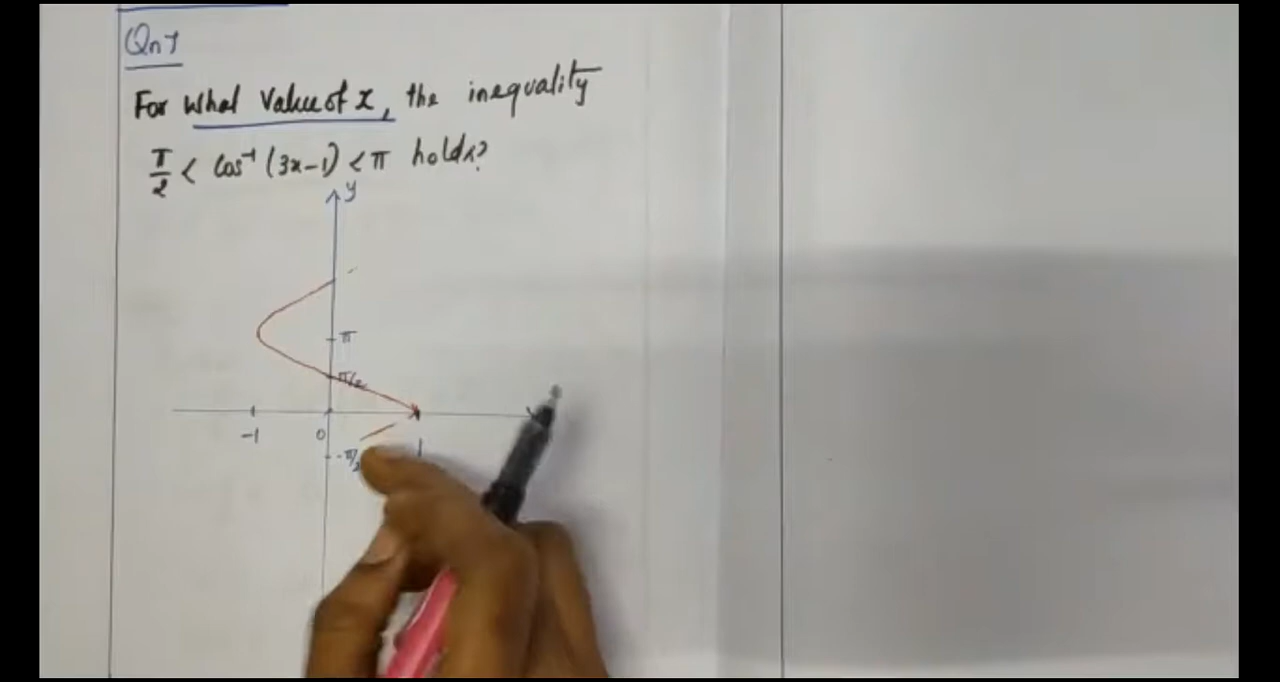 Qn 7
For what value of x, the inequality
π/2 < cos⁻¹ (3x-1) < π holds?
y
π
π/2
-1 0 1
-π/2